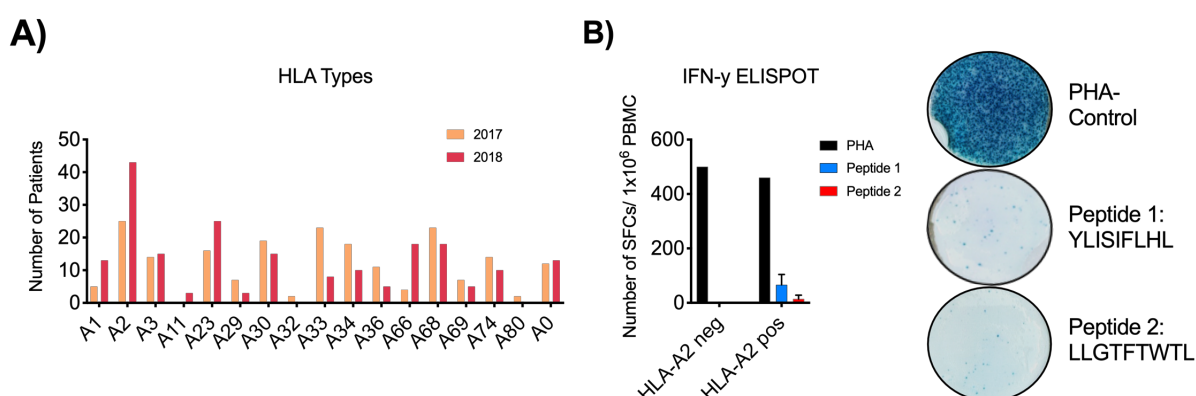 A)
HLA Types
2017
2018
Number of Patients
50
40
30
20
10
0
A1
A2
A3
A11
A23
A29
A30
A32
A33
A34
A36
A66
A68
A69
A74
A80
A0
B)
IFN-y ELISPOT
Number of SFCs/ 1x10⁶ PBMC
600
400
200
0
HLA-A2 neg
HLA-A2 pos
PHA
Peptide 1
Peptide 2
PHA-
Control
Peptide 1:
YLISIFLHL
Peptide 2:
LLGTFTWTL